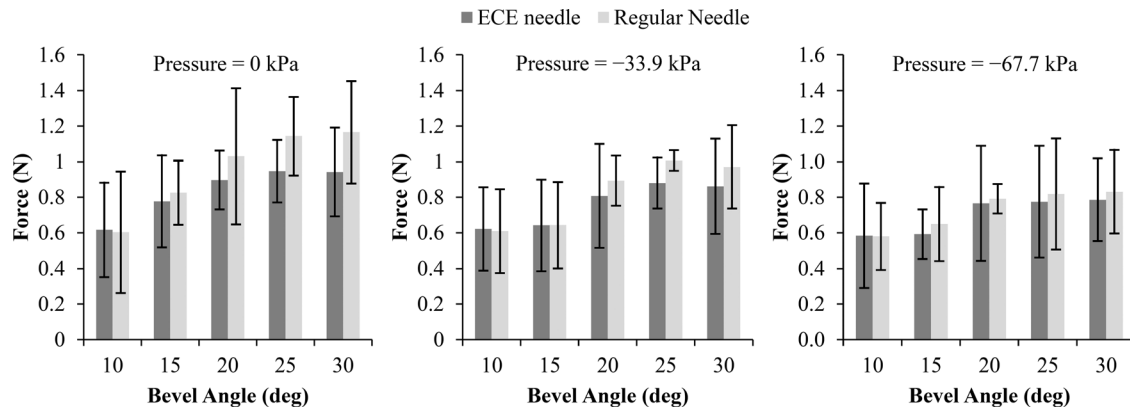 ECE needle Regular Needle
Pressure = 0 kPa
1.6
1.4
1.2
1
0.8
0.6
0.4
0.2
0
Force (N)
10 15 20 25 30
Bevel Angle (deg)
Pressure = −33.9 kPa
1.6
1.4
1.2
1
0.8
0.6
0.4
0.2
0
Force (N)
10 15 20 25 30
Bevel Angle (deg)
Pressure = −67.7 kPa
1.6
1.4
1.2
1
0.8
0.6
0.4
0.2
0.0
Force (N)
10 15 20 25 30
Bevel Angle (deg)